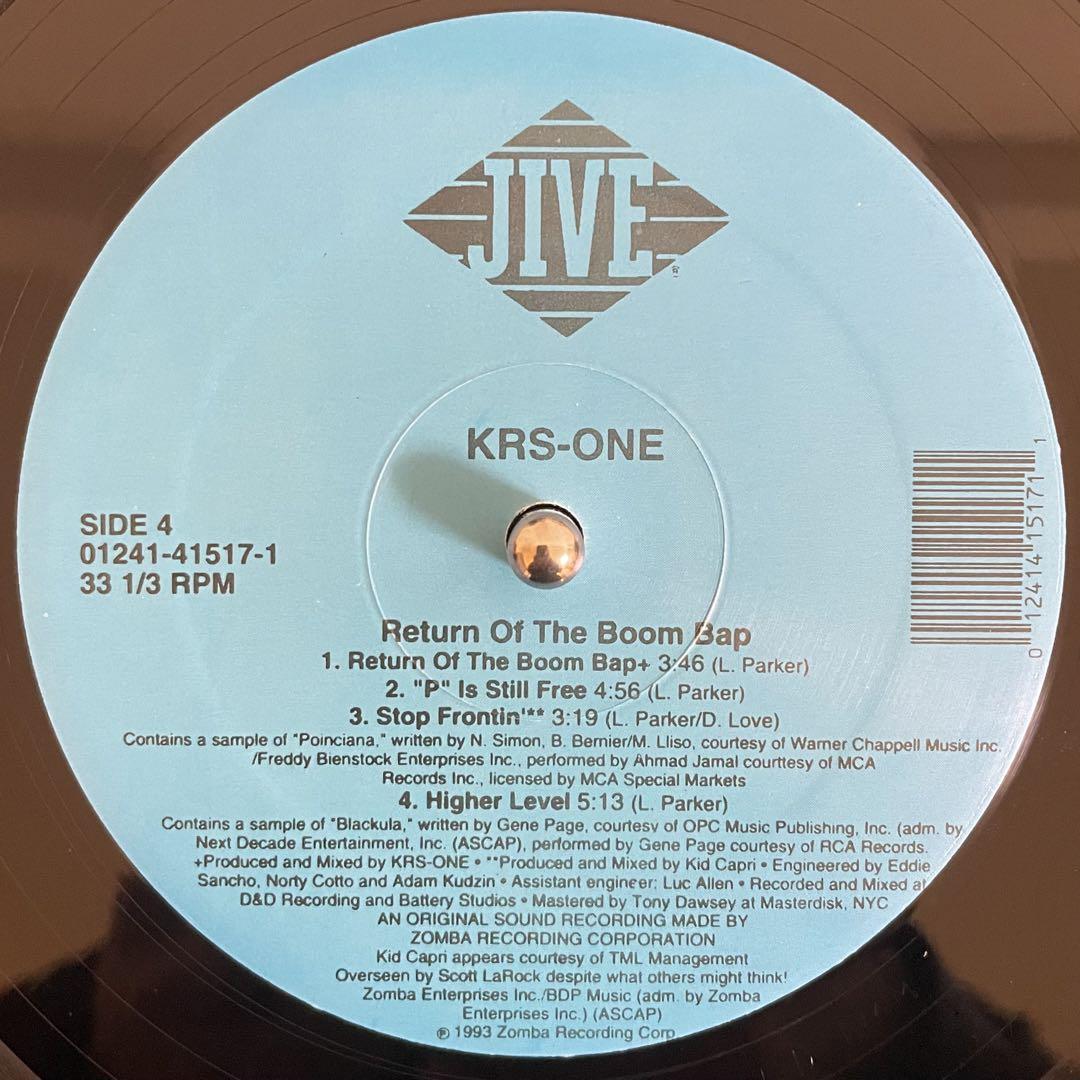 JIVE
KRS-ONE
SIDE 4
01241-41517-1
33 1/3 RPM
0 12414 15171 1
Return Of The Boom Bap
1. Return Of The Boom Bap+ 3:46 (L. Parker)
2. "P" Is Still Free 4:56 (L. Parker)
3. Stop Frontin'** 3:19 (L. Parker/D. Love)
Contains a sample of "Poinciana," written by N. Simon, B. Bernier/M. Lliso, courtesy of Warner Chappell Music Inc.
/Freddy Bienstock Enterprises Inc., performed by Ahmad Jamal courttesy of MCA
Records Inc., licensed by MCA Special Markets
4. Higher Level 5:13 (L. Parker)
Contains a sample of "Blackula," written by Gene Page, courtesy of OPC Music Publishing, Inc. (adm. by
Next Decade Entertainment, Inc. (ASCAP), performed by Gene Page courtesy of RCA Records.
+Produced and Mixed by KRS-ONE • **Produced and Mixed by Kid Capri • Engineered by Eddie
Sancho, Norty Cotto and Adam Kudzin • Assistant engineer: Luc Allen • Recorded and Mixed at
D&D Recording and Battery Studios • Mastered by Tony Dawsey at Masterdisk, NYC
AN ORIGINAL SOUND RECORDING MADE BY
ZOMBA RECORDING CORPORATION
Kid Capri appears courtesy of TML Management
Overseen by Scott LaRock despite what others might think!
Zomba Enterprises Inc./BDP Music (adm. by Zomba
Enterprises Inc.) (ASCAP)
℗ 1993 Zomba Recording Corp.